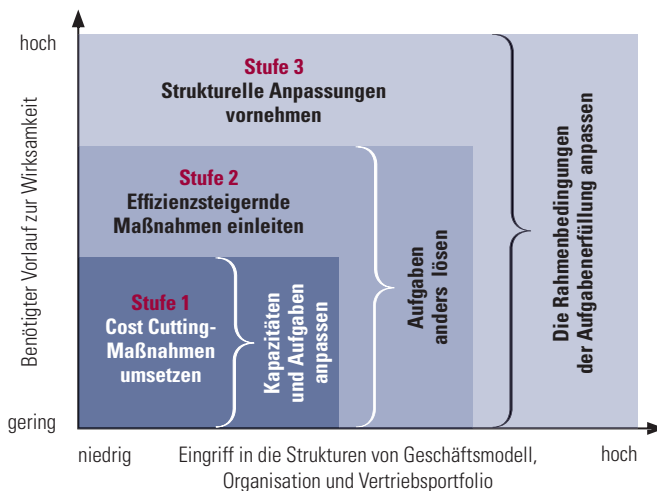 hoch
Benötigter Vorlauf zur Wirksamkeit
gering
Stufe 3
Strukturelle Anpassungen
vornehmen
Stufe 2
Effizienzsteigernde
Maßnahmen einleiten
Stufe 1
Cost Cutting-
Maßnahmen
umsetzen
Kapazitäten
und Aufgaben
anpassen
Aufgaben
anders lösen
Die Rahmenbedingungen
der Aufgabenerfüllung anpassen
niedrig
Eingriff in die Strukturen von Geschäftsmodell,
Organisation und Vertriebsportfolio
hoch